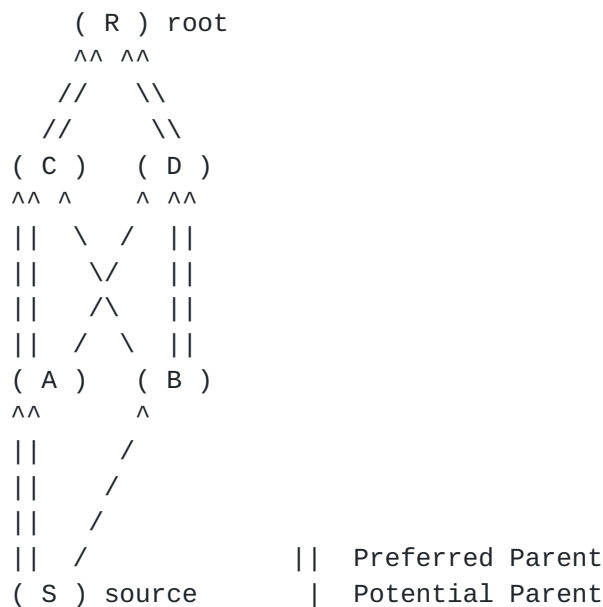 ( R ) root
^^ ^^
// \\
// \\
( C ) ( D )
^^ ^ ^ ^^
|| \ / ||
|| \/ ||
|| /\ ||
|| / \ ||
( A ) ( B )
^^ ^
|| /
|| /
|| /
|| / || Preferred Parent
( S ) source | Potential Parent